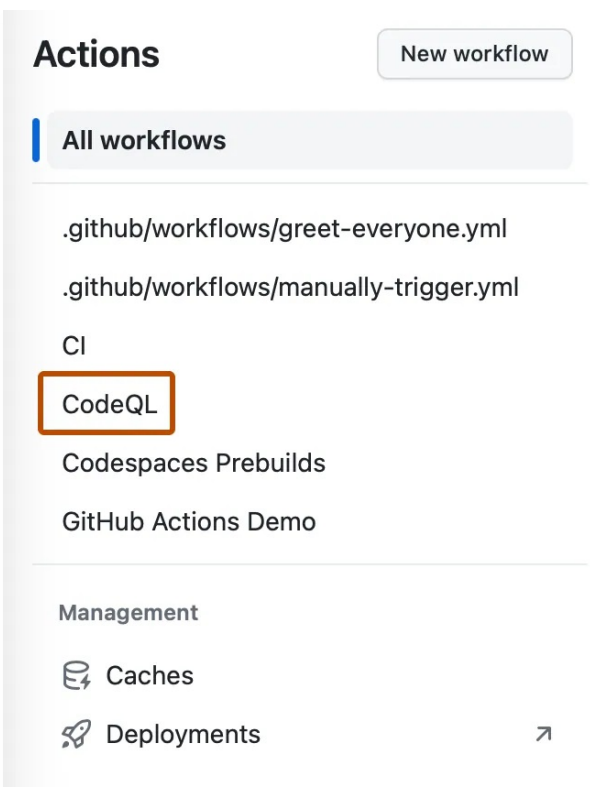 Actions
New workflow
All workflows
.github/workflows/greet-everyone.yml
.github/workflows/manually-trigger.yml
CI
CodeQL
Codespaces Prebuilds
GitHub Actions Demo
Management
Caches
Deployments